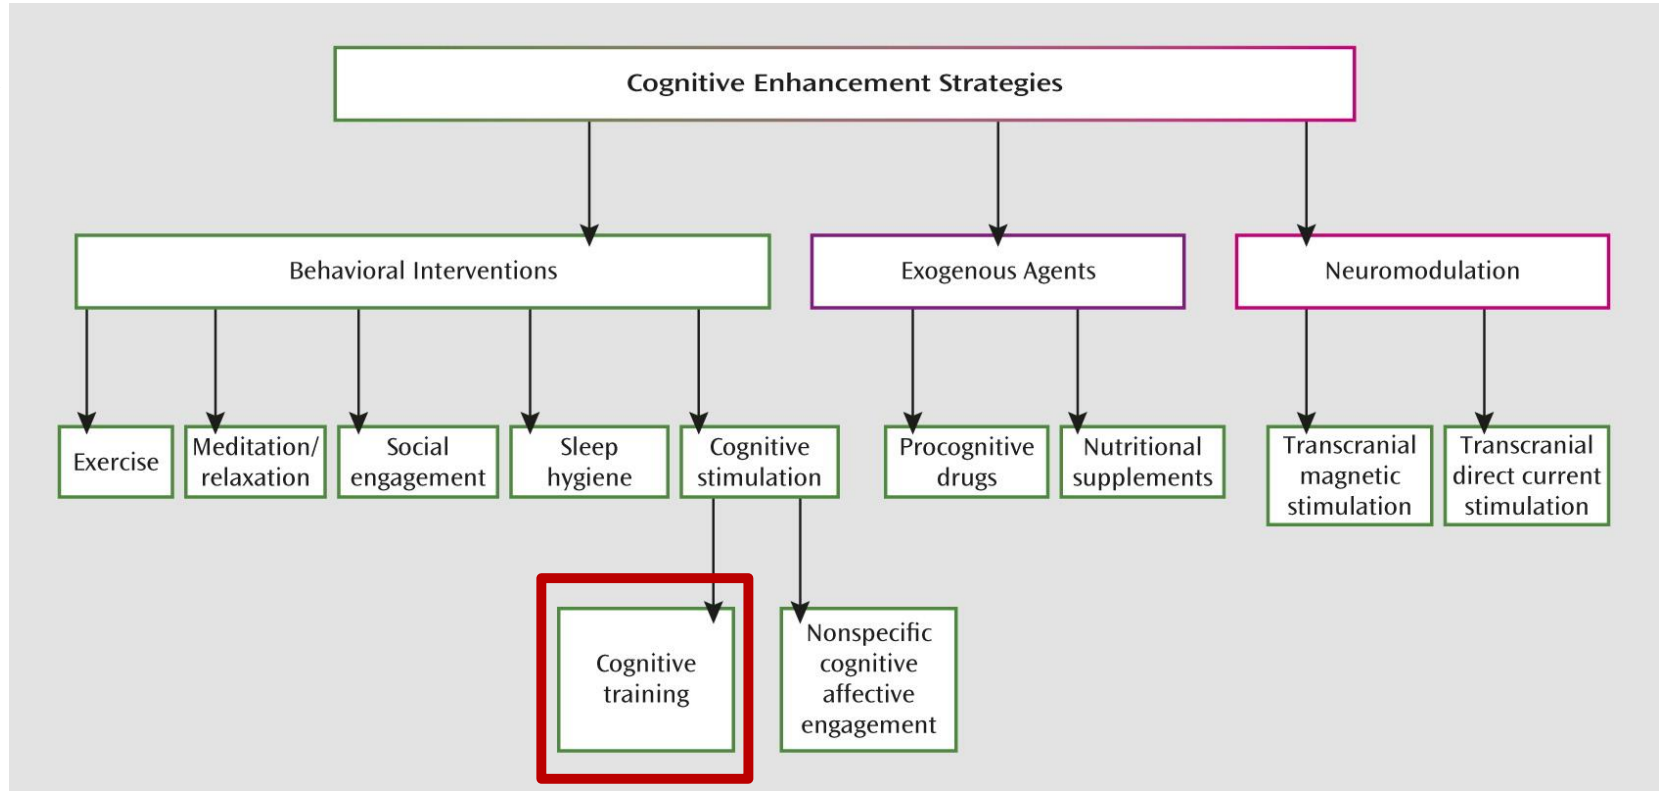 Cognitive Enhancement Strategies
Behavioral Interventions
Exogenous Agents
Neuromodulation
Exercise
Meditation/
relaxation
Social
engagement
Sleep
hygiene
Cognitive
stimulation
Procognitive
drugs
Nutritional
supplements
Transcranial
magnetic
stimulation
Transcranial
direct current
stimulation
Cognitive
training
Nonspecific
cognitive
affective
engagement